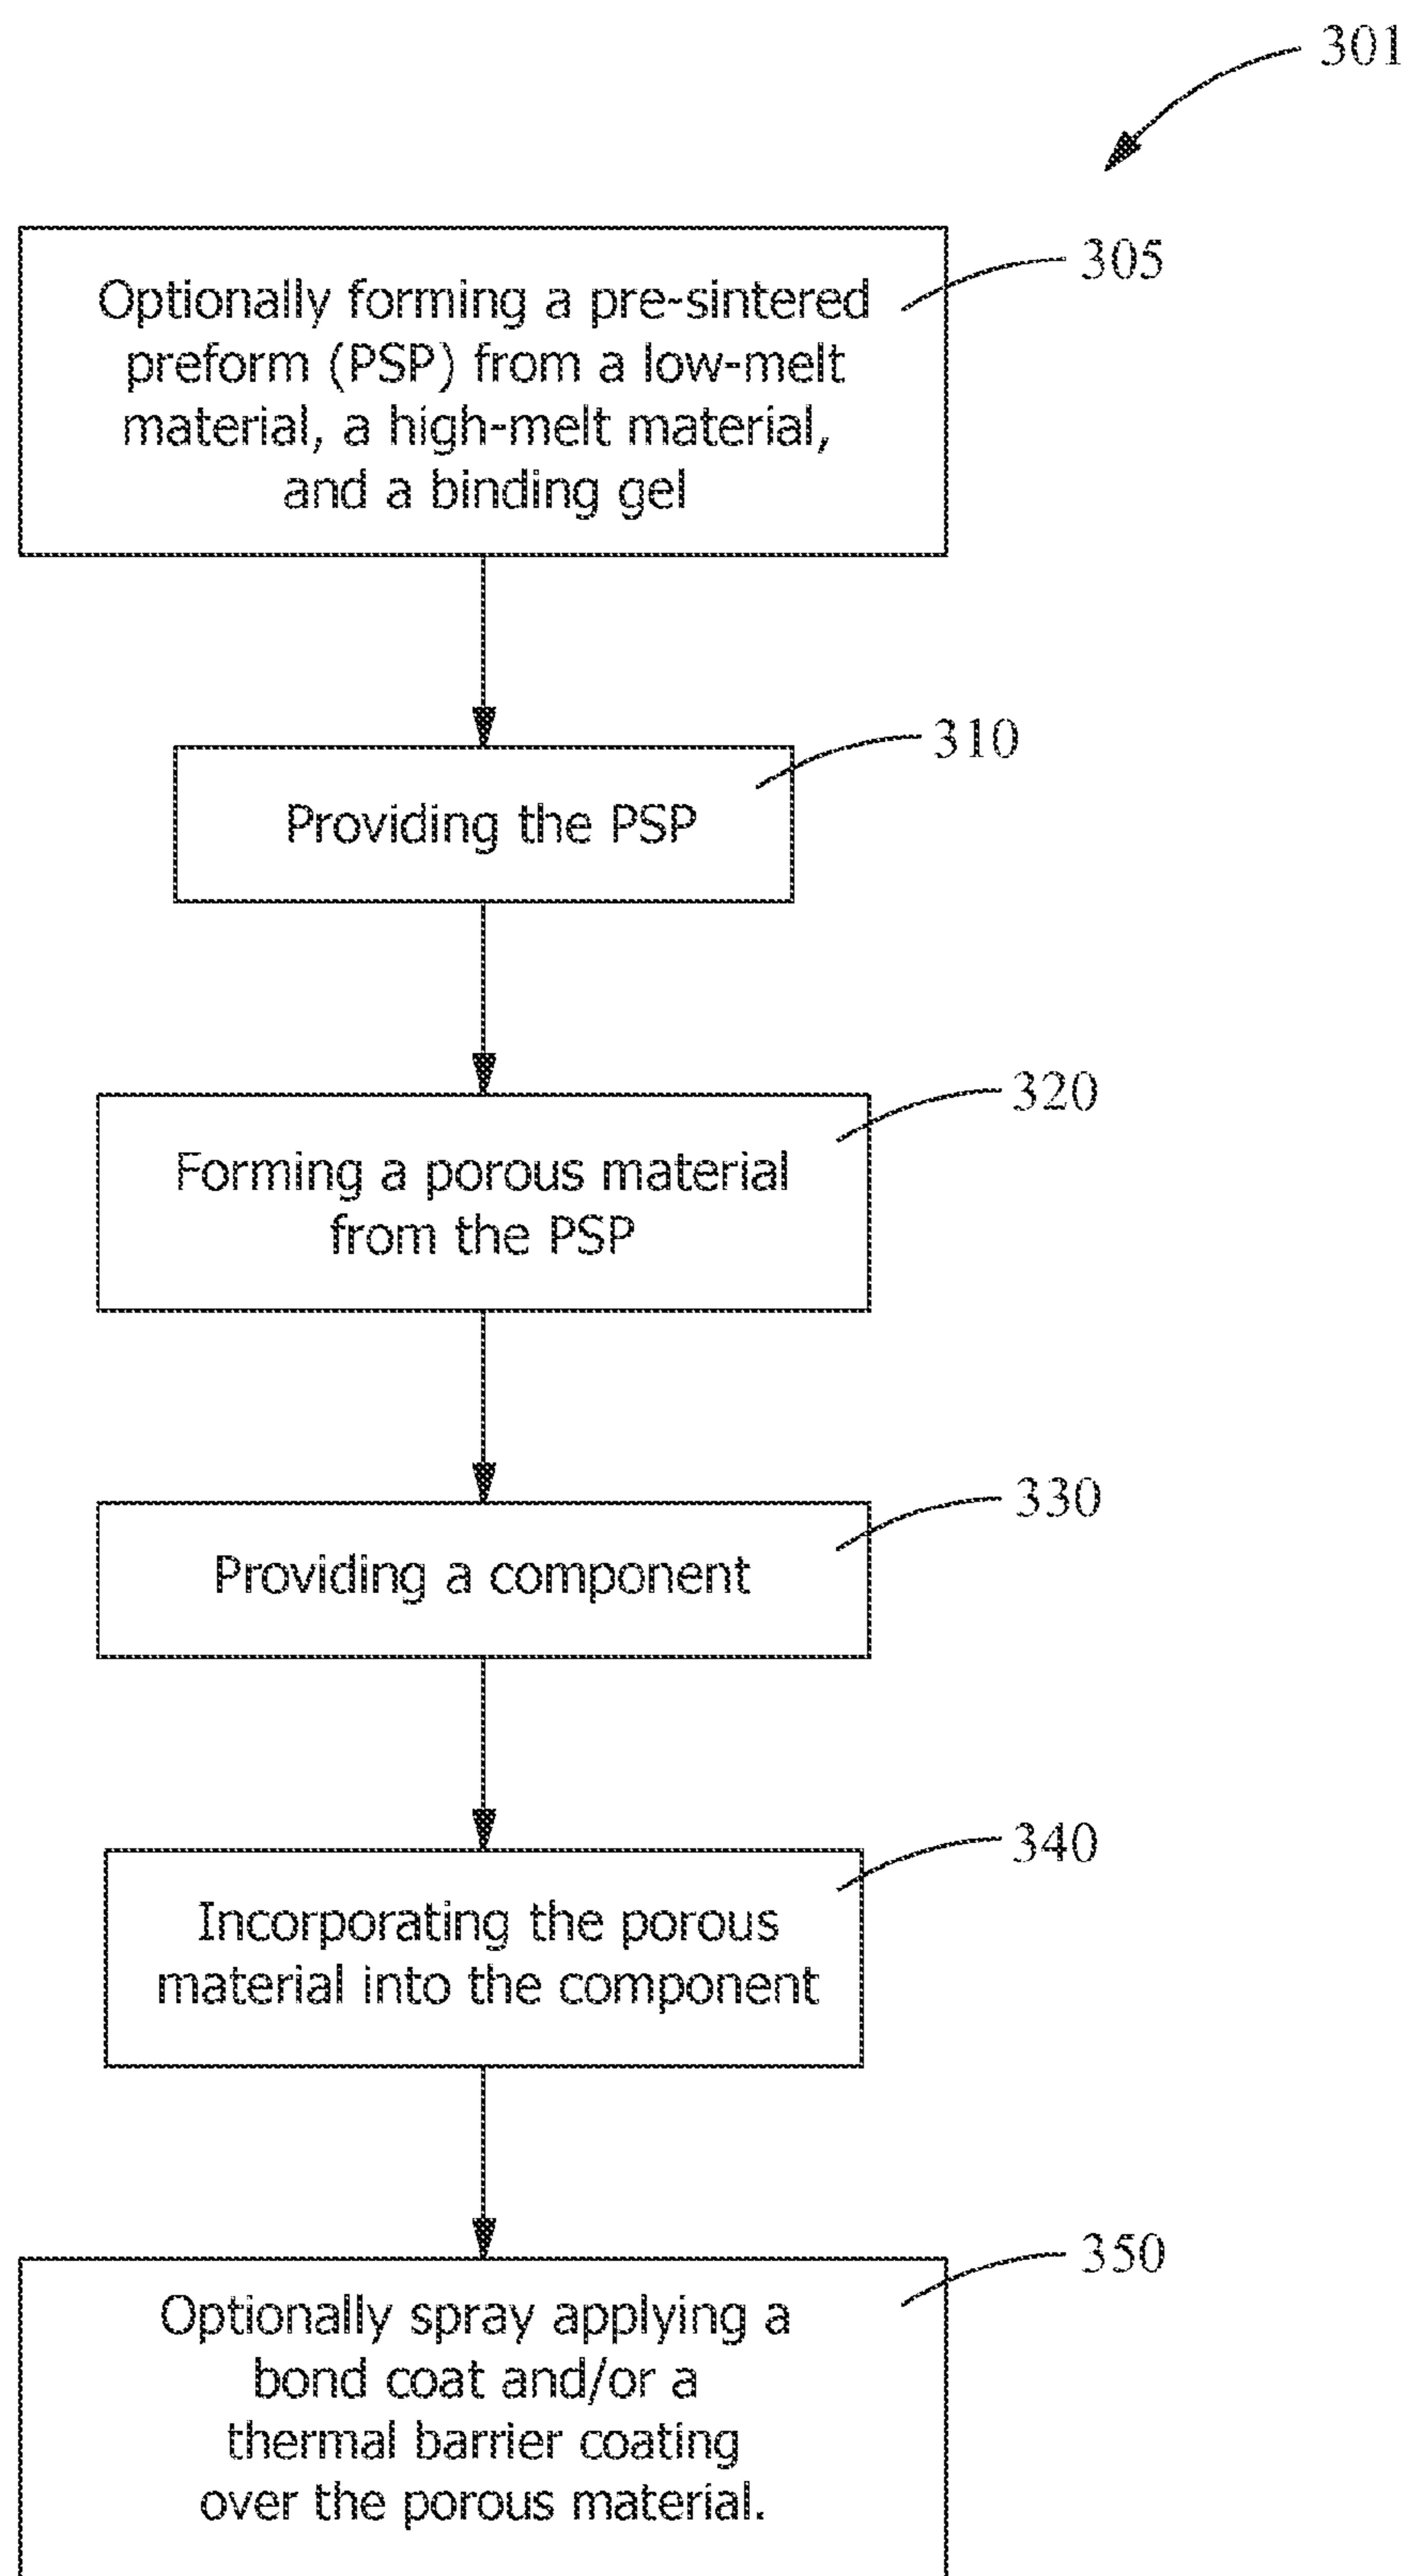 301
305
Optionally forming a pre-sintered
preform (PSP) from a low-melt
material, a high-melt material,
and a binding gel
310
Providing the PSP
320
Forming a porous material
from the PSP
330
Providing a component
340
Incorporating the porous
material into the component
350
Optionally spray applying a
bond coat and/or a
thermal barrier coating
over the porous material.